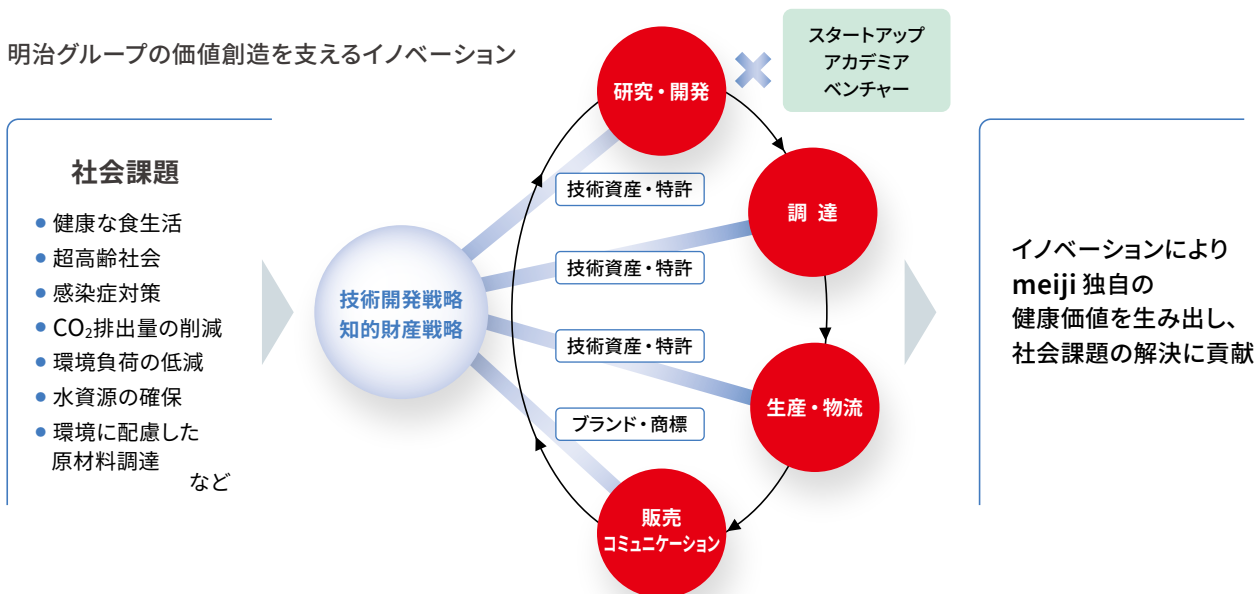 明治グループの価値創造を支えるイノベーション
社会課題
健康な食生活
超高齢社会
感染症対策
CO₂排出量の削減
環境負荷の低減
水資源の確保
環境に配慮した
原材料調達
など
技術開発戦略
知的財産戦略
技術資産・特許
技術資産・特許
技術資産・特許
ブランド・商標
研究・開発
スタートアップ
アカデミア
ベンチャー
調 達
生産・物流
販売
コミュニケーション
イノベーションにより
meiji 独自の
健康価値を生み出し、
社会課題の解決に貢献